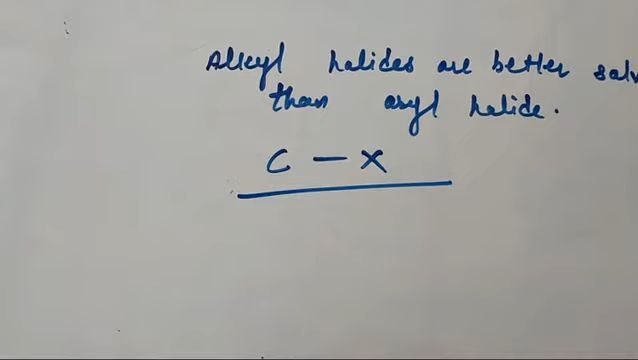 Alkyl halides are better
than aryl halide.
C — X